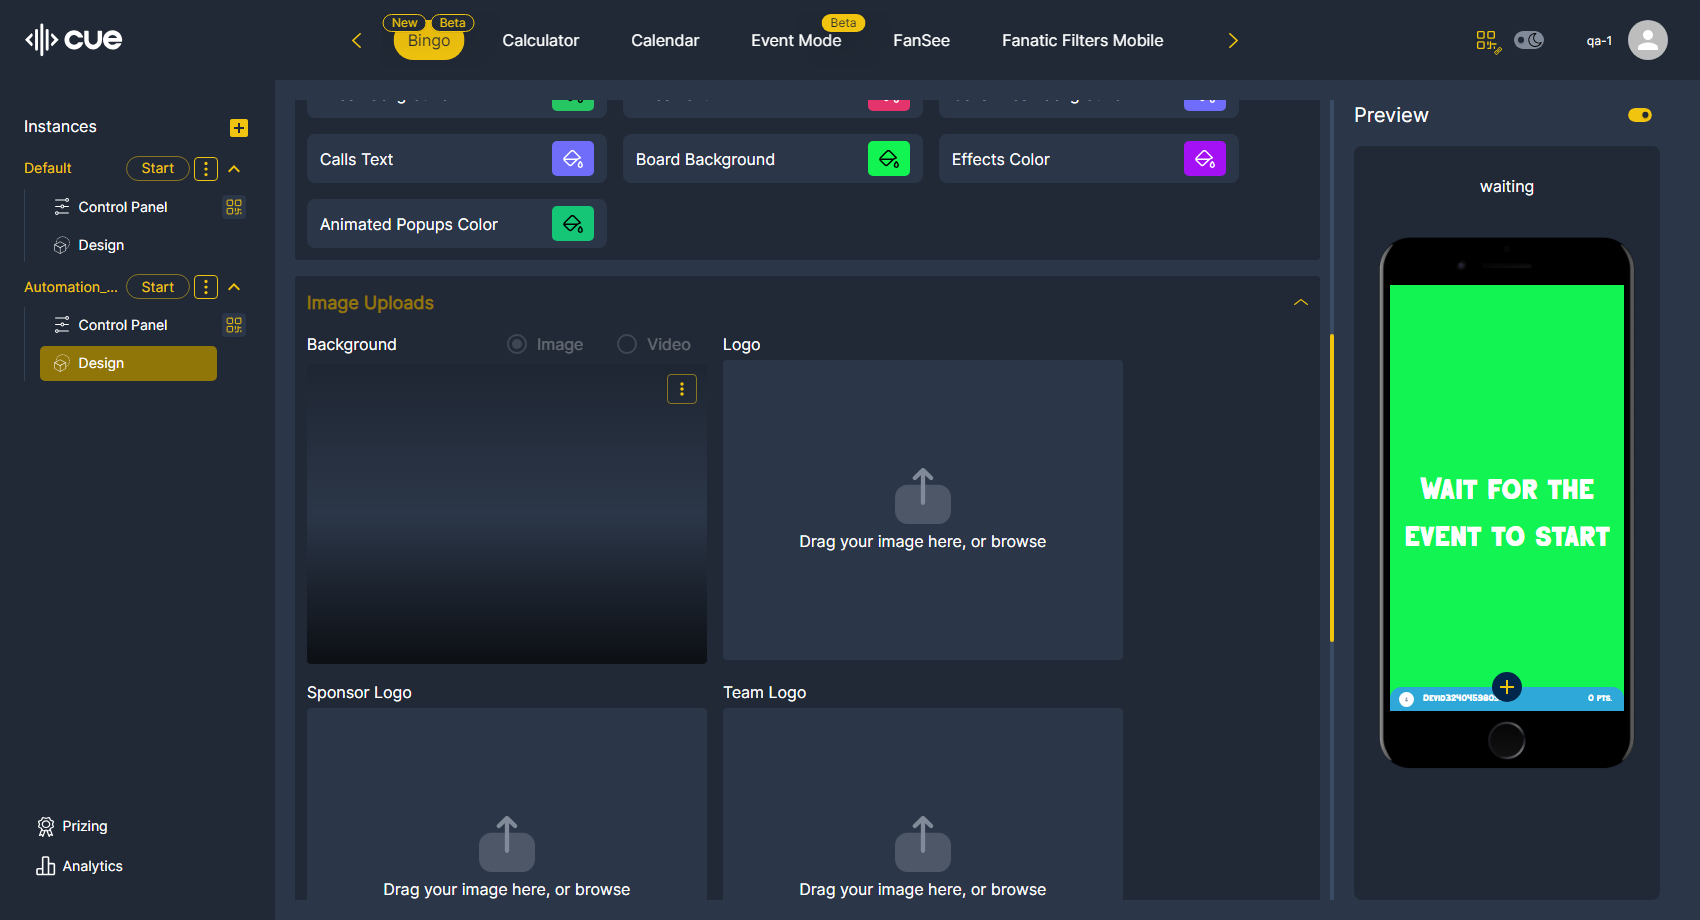 cue
New
Beta
Bingo
Calculator
Calendar
Beta
Event Mode
FanSee
Fanatic Filters Mobile
qa-1
Instances
Default
Start
Control Panel
Design
Automation_...
Start
Control Panel
Design
Prizing
Analytics
Calls Text
Board Background
Effects Color
Animated Popups Color
Image Uploads
Background
Image
Video
Logo
Drag your image here, or browse
Sponsor Logo
Team Logo
Drag your image here, or browse
Drag your image here, or browse
Preview
waiting
Wait for the
event to start
0 pts.